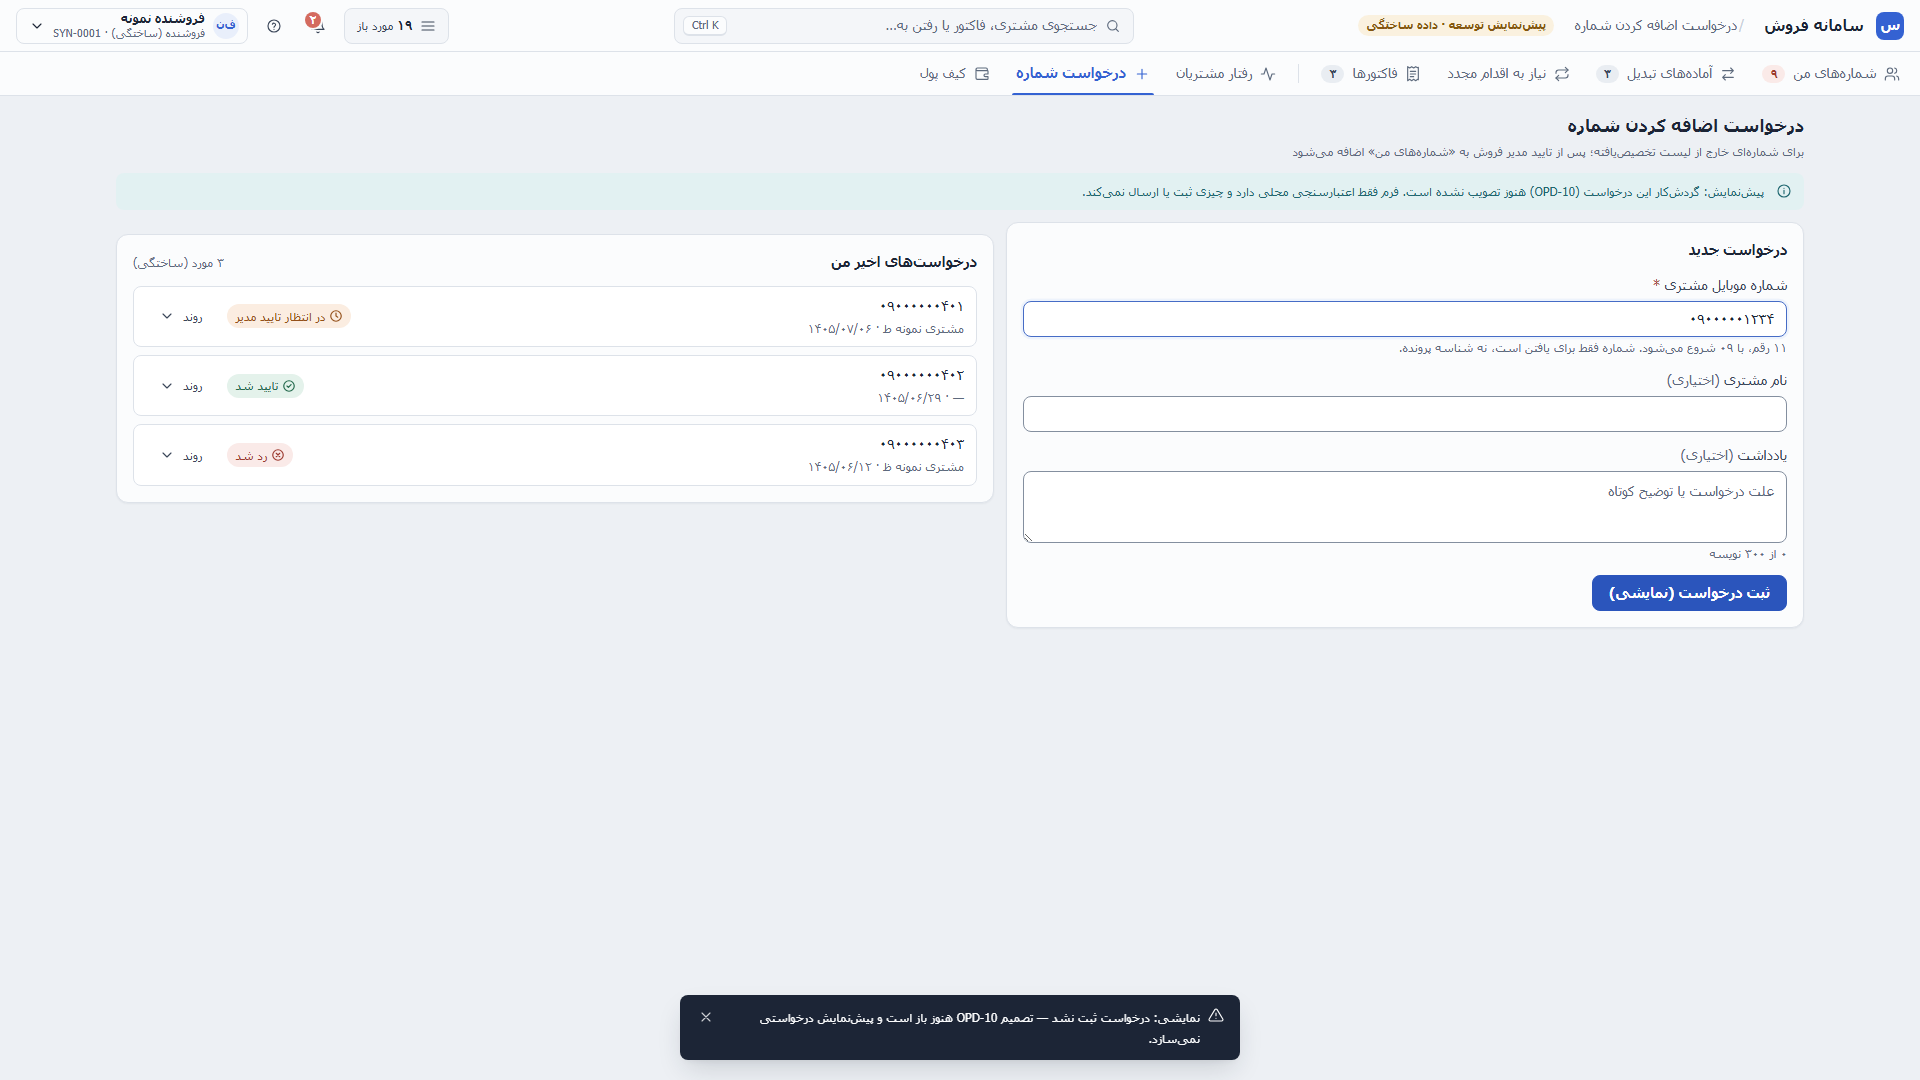 س سامانه فروش / درخواست اضافه کردن شماره پیش‌نمایش توسعه · داده ساختگی
جستجوی مشتری، فاکتور یا رفتن به... Ctrl K
۱۹ مورد باز
۲
ف‌ن فروشنده نمونه
فروشنده (ساختگی) · SYN-0001
شماره‌های من ۹ آماده‌های تبدیل ۳ نیاز به اقدام مجدد فاکتورها ۳ رفتار مشتریان درخواست شماره کیف پول
درخواست اضافه کردن شماره
برای شماره‌ای خارج از لیست تخصیص‌یافته؛ پس از تایید مدیر فروش به «شماره‌های من» اضافه می‌شود
پیش‌نمایش: گردش‌کار این درخواست (OPD-10) هنوز تصویب نشده است. فرم فقط اعتبارسنجی محلی دارد و چیزی ثبت یا ارسال نمی‌کند.
درخواست جدید
شماره موبایل مشتری *
۰۹۰۰۰۰۰۱۲۳۴
۱۱ رقم، با ۰۹ شروع می‌شود. شماره فقط برای یافتن است، نه شناسه پرونده.
نام مشتری (اختیاری)
یادداشت (اختیاری)
علت درخواست یا توضیح کوتاه
۰ از ۳۰۰ نویسه
ثبت درخواست (نمایشی)
درخواست‌های اخیر من
۳ مورد (ساختگی)
۰۹۰۰۰۰۰۰۴۰۱
مشتری نمونه ط · ۱۴۰۵/۰۷/۰۶
در انتظار تایید مدیر
روند
۰۹۰۰۰۰۰۰۴۰۲
— · ۱۴۰۵/۰۶/۲۹
تایید شد
روند
۰۹۰۰۰۰۰۰۴۰۳
مشتری نمونه ظ · ۱۴۰۵/۰۶/۱۲
رد شد
روند
نمایشی: درخواست ثبت نشد — تصمیم OPD-10 هنوز باز است و پیش‌نمایش درخواستی
نمی‌سازد.